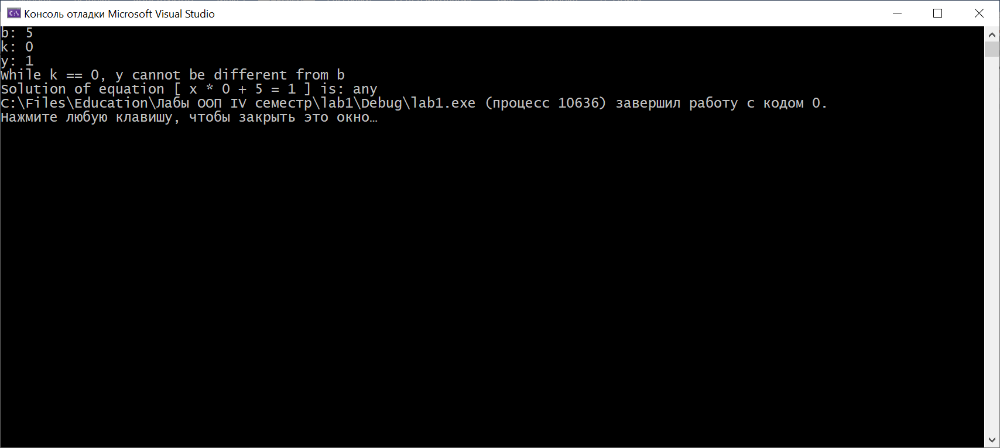 Консоль отладки Microsoft Visual Studio
b: 5
k: 0
y: 1
While k == 0, y cannot be different from b
Solution of equation [ x * 0 + 5 = 1 ] is: any
C:\Files\Education\Лабы ООП IV семестр\lab1\Debug\lab1.exe (процесс 10636) завершил работу с кодом 0.
Нажмите любую клавишу, чтобы закрыть это окно…